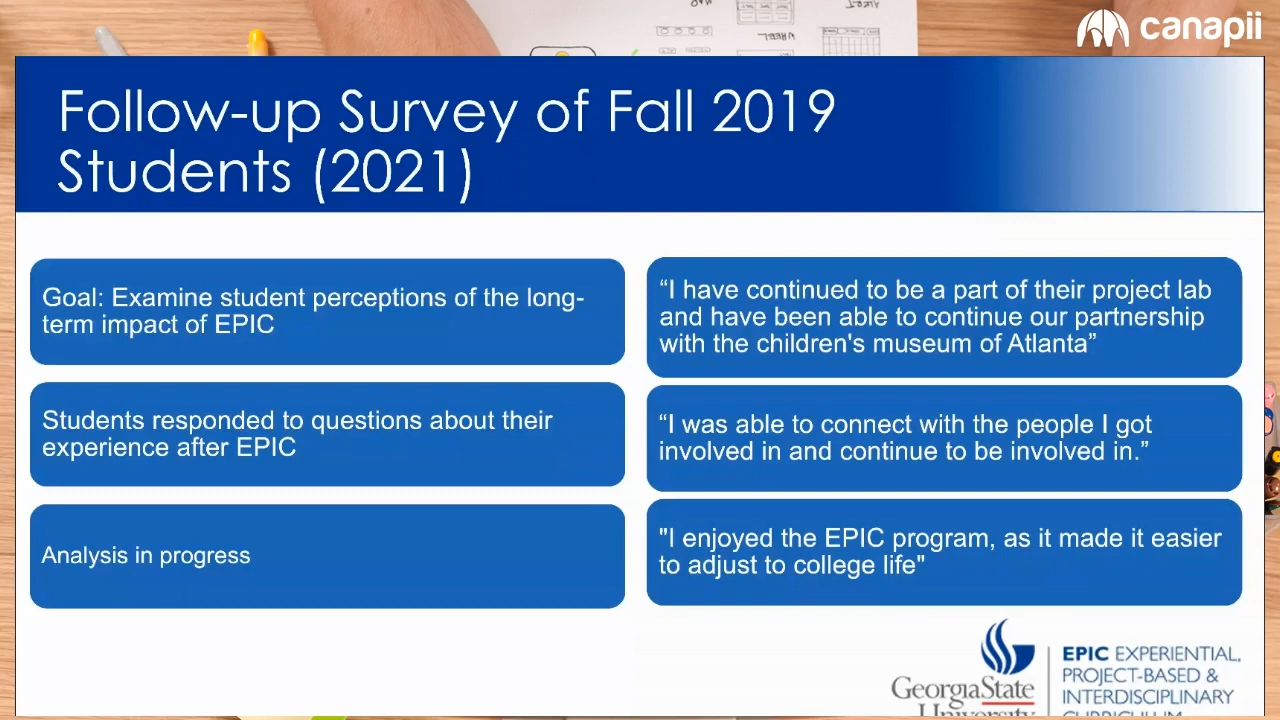 canapii
Follow-up Survey of Fall 2019
Students (2021)
Goal: Examine student perceptions of the long-
term impact of EPIC
Students responded to questions about their
experience after EPIC
Analysis in progress
“I have continued to be a part of their project lab
and have been able to continue our partnership
with the children's museum of Atlanta”
“I was able to connect with the people I got
involved in and continue to be involved in.”
"I enjoyed the EPIC program, as it made it easier
to adjust to college life"
GeorgiaState
University
EPIC EXPERIENTIAL,
PROJECT-BASED &
INTERDISCIPLINARY
CURRICULUM